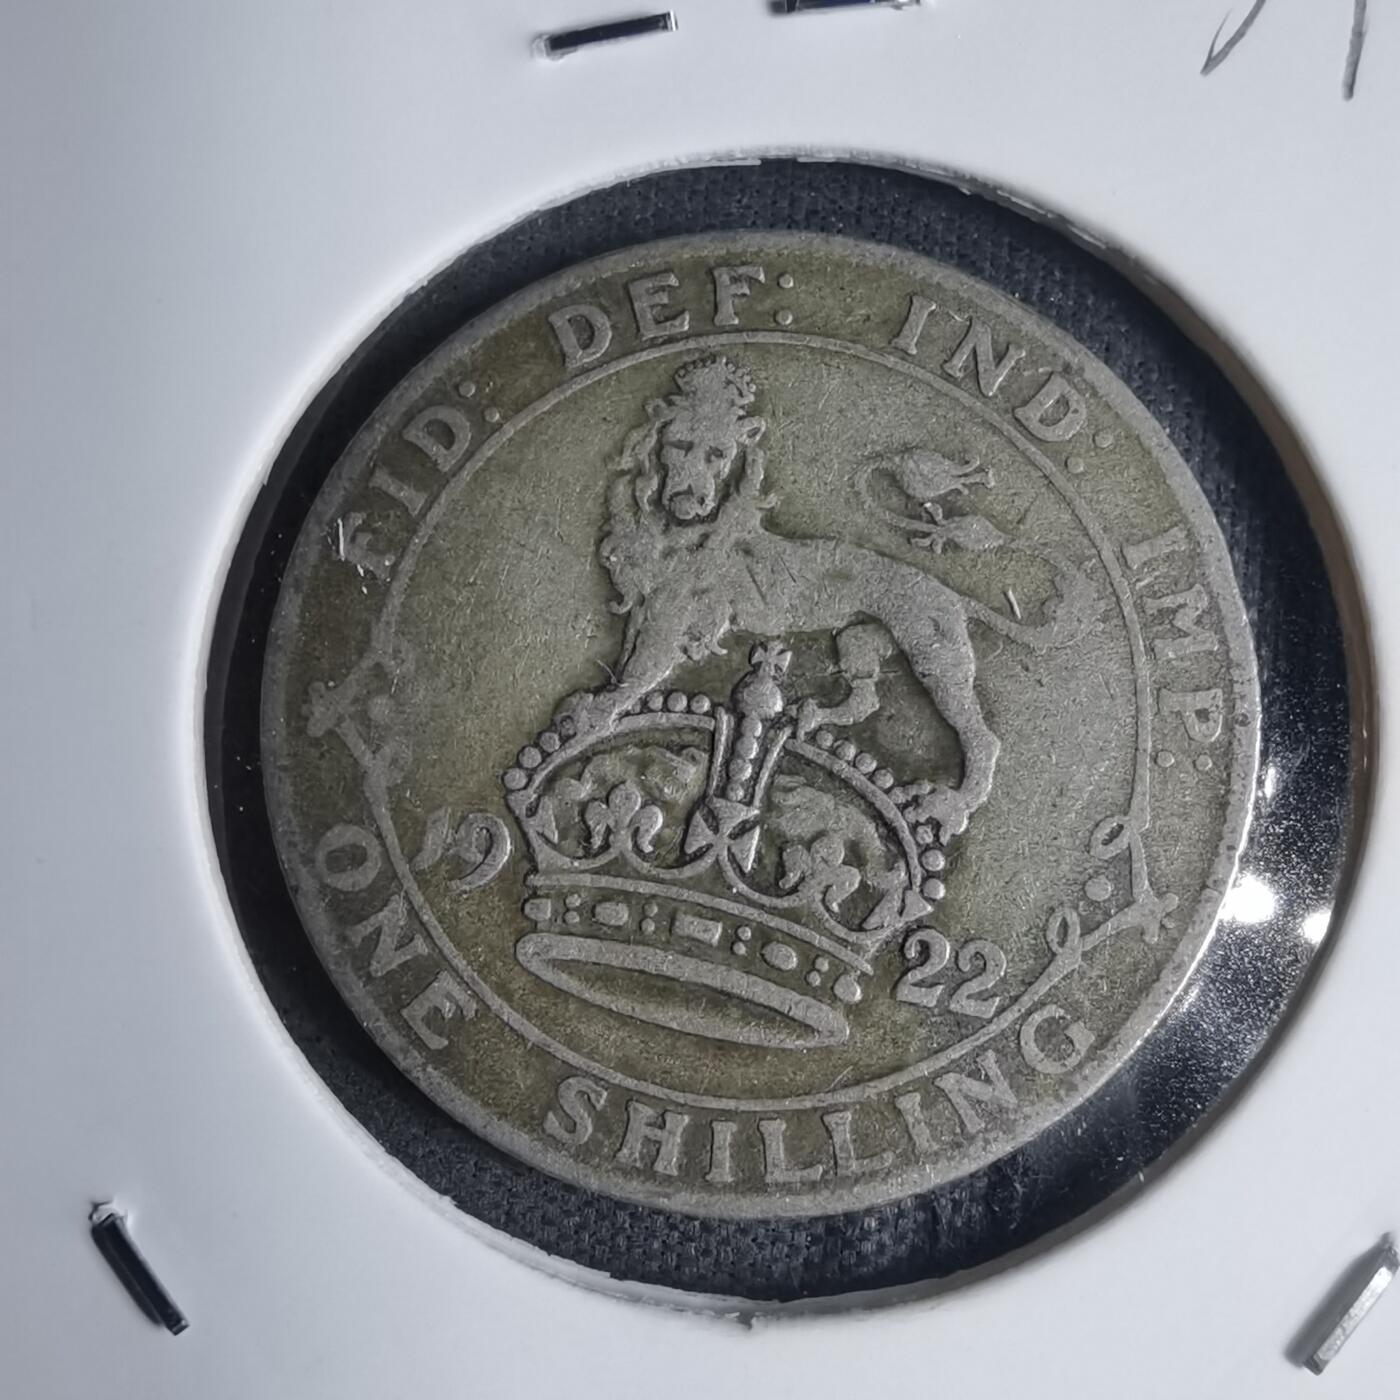 FID: DEF: IND: IMP:
19 22
ONE SHILLING